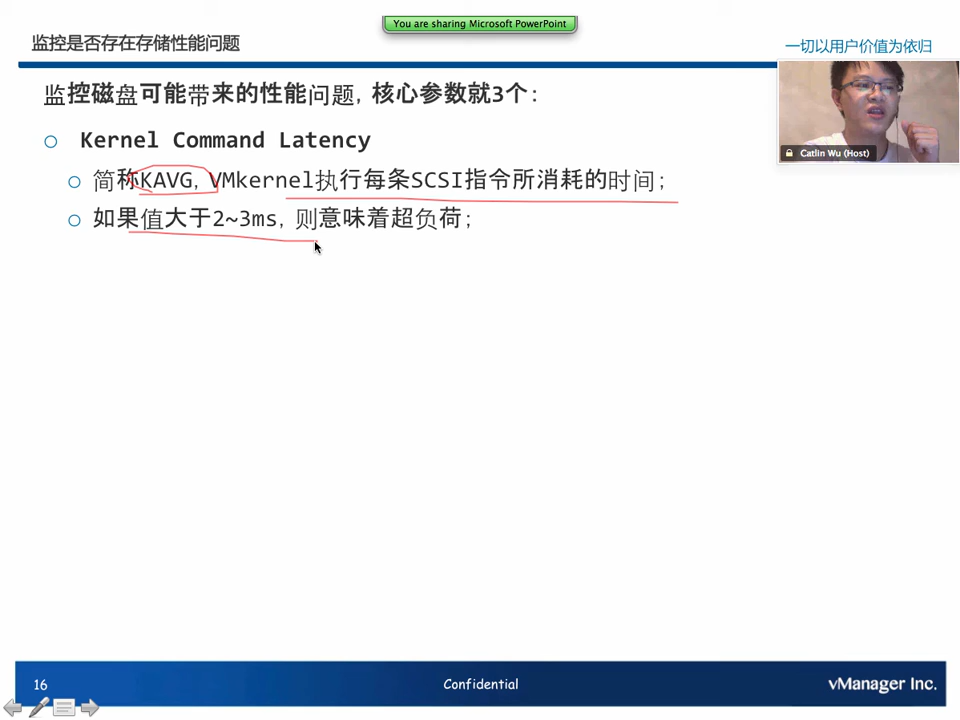 You are sharing Microsoft PowerPoint
监控是否存在存储性能问题
一切以用户价值为依归
监控磁盘可能带来的性能问题, 核心参数就3个:
Kernel Command Latency
简称KAVG, VMkernel执行每条SCSI指令所消耗的时间;
如果值大于2~3ms, 则意味着超负荷;
Catlin Wu (Host)
16
Confidential
vManager Inc.